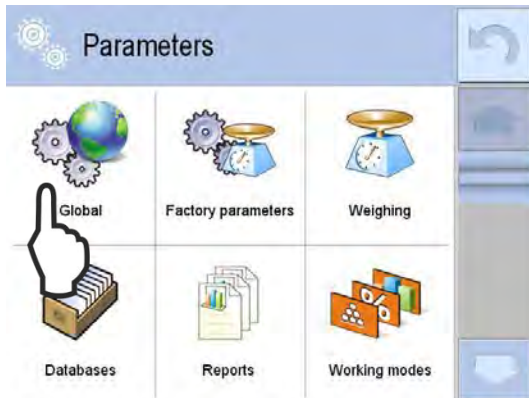 Parameters
Global
Factory parameters
Weighing
Databases
Reports
Working modes
%